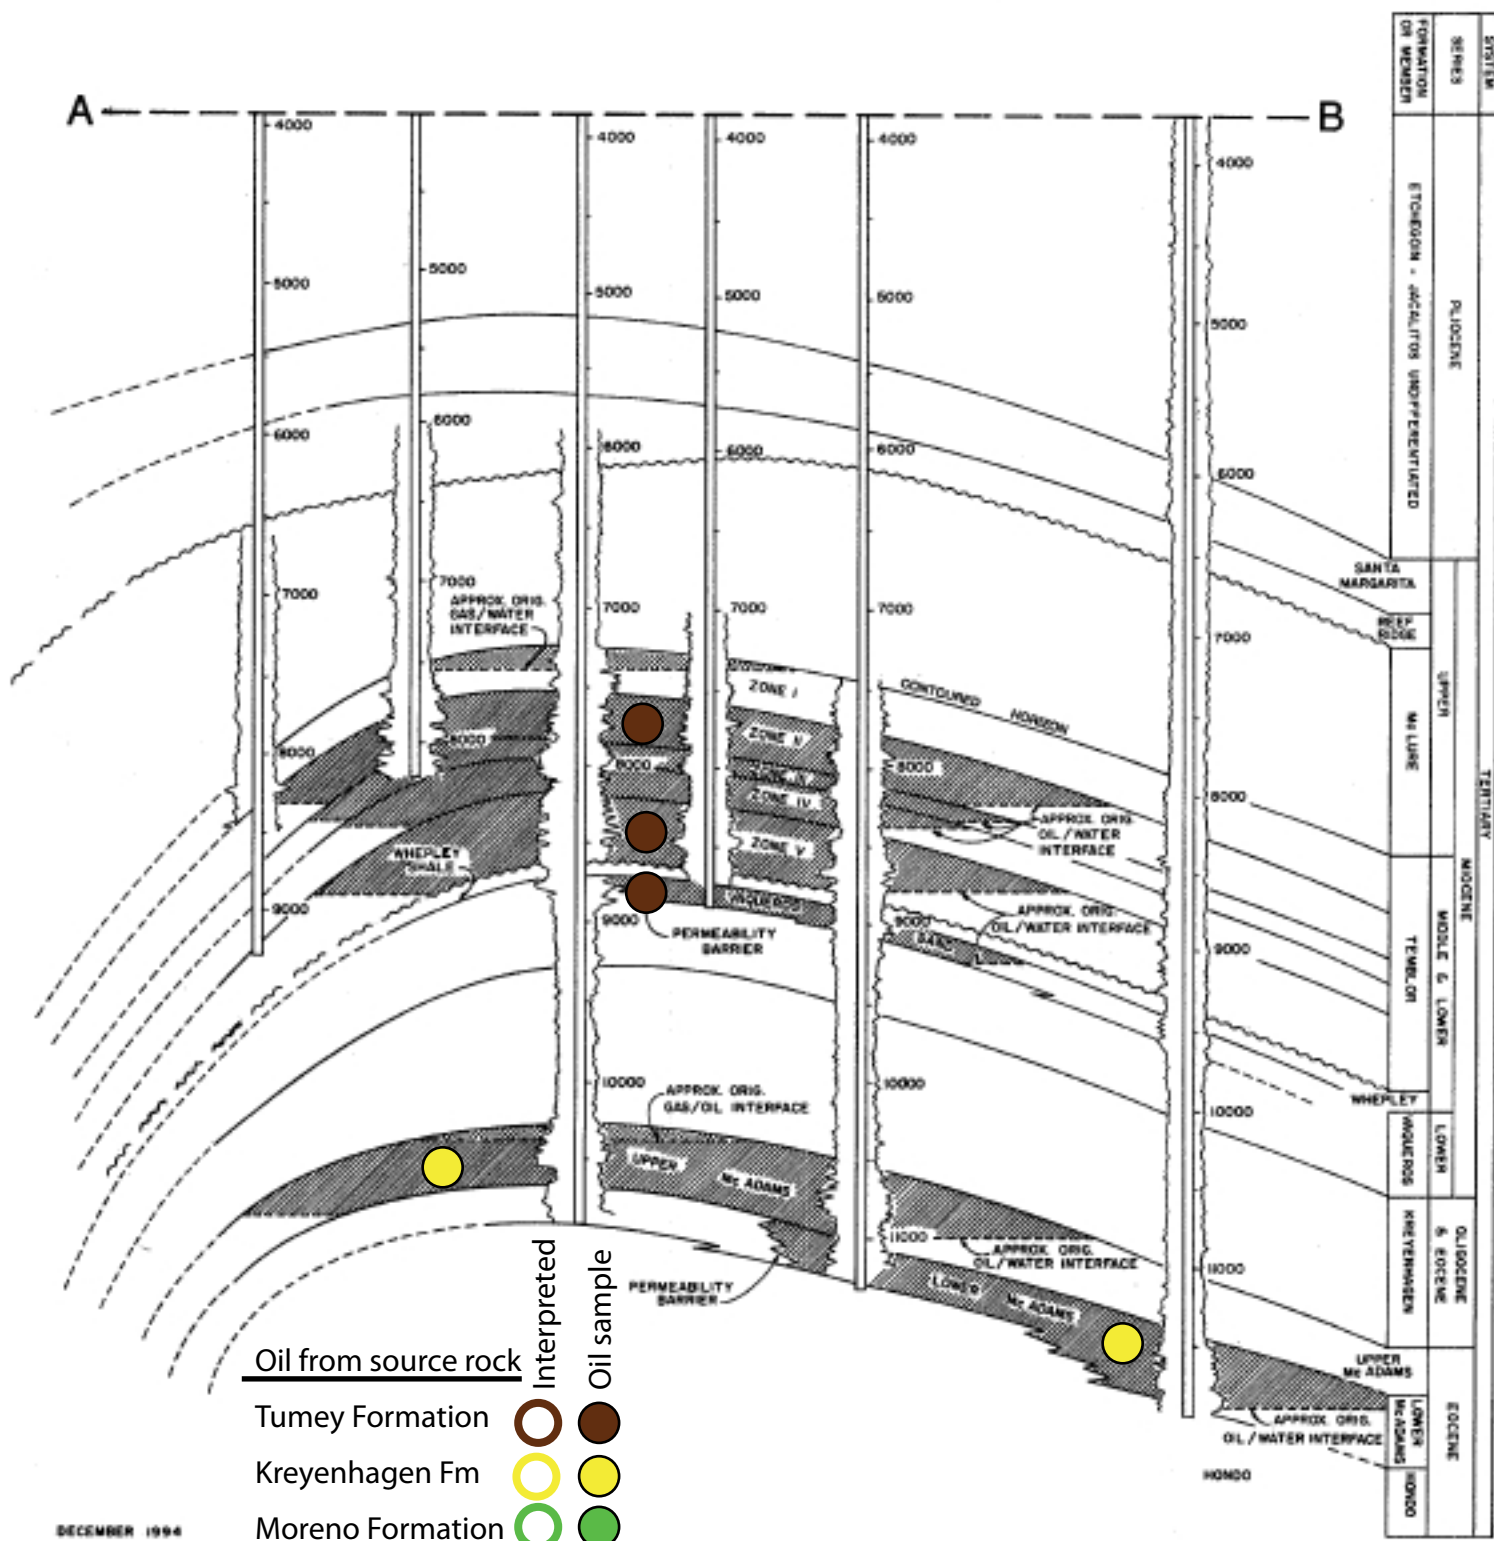 SYSTEM
SERIES
FORMATION
OR MEMBER
A
B
4000
4000
4000
4000
4000
ETCHEGOIN - JACALITOS UNDIFFERENTIATED
PLIOCENE
5000
5000
5000
5000
5000
5000
6000
6000
6000
6000
6000
6000
SANTA
MARGARITA
REEF
RIDGE
7000
7000
7000
7000
7000
7000
APPROX. ORIG.
GAS/WATER
INTERFACE
ZONE I
CONTOURED HORIZON
UPPER
Mc LURE
TERTIARY
ZONE II
8000
8000
8000
8000
8000
ZONE III
ZONE IV
ZONE V
APPROX. ORIG.
OIL/WATER
INTERFACE
MIOCENE
WHEPLEY
SHALE
9000
9000
9000
9000
VAQUEROS
SAND
PERMEABILITY
BARRIER
APPROX. ORIG.
OIL/WATER INTERFACE
TEMBLOR
MIDDLE & LOWER
10000
10000
10000
WHEPLEY
APPROX. ORIG.
GAS/OIL INTERFACE
VAQUEROS
LOWER
UPPER Mc ADAMS
11000
11000
APPROX. ORIG.
OIL/WATER INTERFACE
KREYENHAGEN
OLIGOCENE
& EOCENE
PERMEABILITY
BARRIER
LOWER Mc ADAMS
UPPER
Mc ADAMS
LOWER
Mc ADAMS
EOCENE
APPROX. ORIG.
OIL/WATER INTERFACE
HONDO
HONDO
Oil from source rock
Interpreted
Oil sample
Tumey Formation
Kreyenhagen Fm
Moreno Formation
DECEMBER 1994